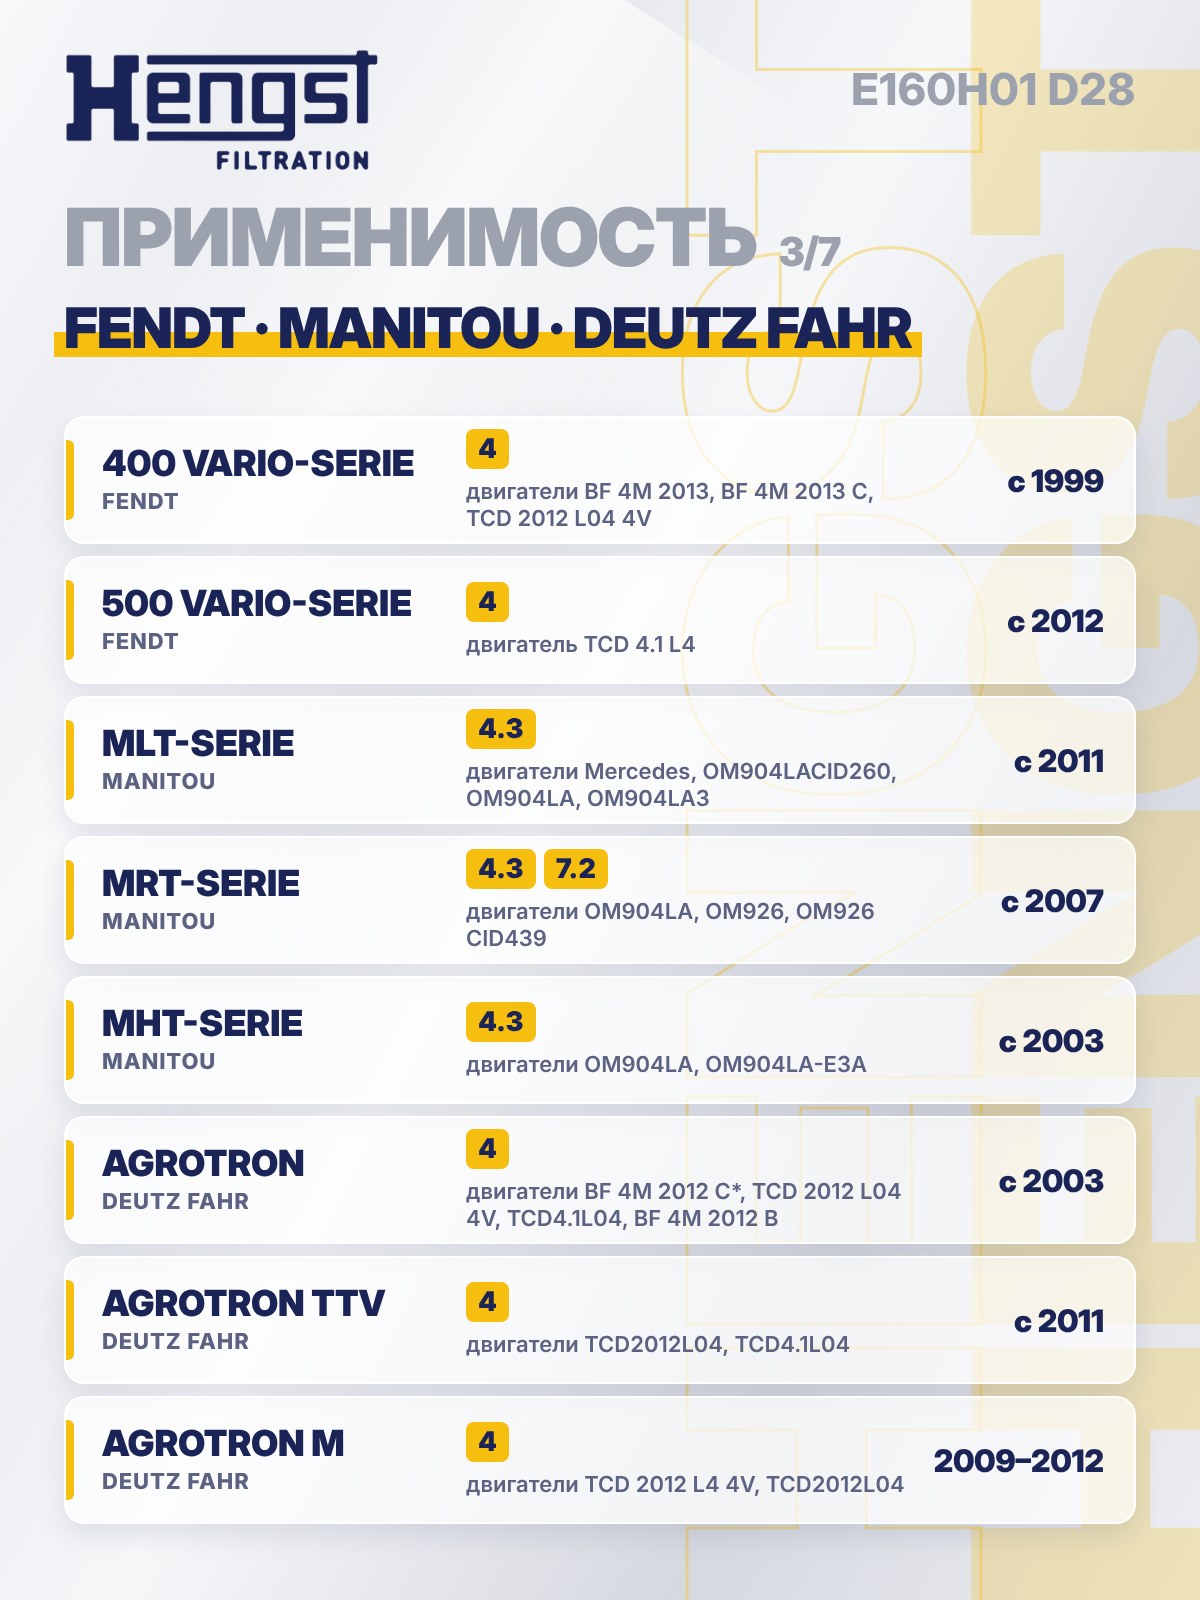 Hengst
FILTRATION
E160H01 D28
ПРИМЕНИМОСТЬ 3/7
FENDT · MANITOU · DEUTZ FAHR
400 VARIO-SERIE
FENDT
4
двигатели BF 4M 2013, BF 4M 2013 C,
TCD 2012 L04 4V
с 1999
500 VARIO-SERIE
FENDT
4
двигатель TCD 4.1 L4
с 2012
MLT-SERIE
MANITOU
4.3
двигатели Mercedes, OM904LACID260,
OM904LA, OM904LA3
с 2011
MRT-SERIE
MANITOU
4.3 7.2
двигатели OM904LA, OM926, OM926
CID439
с 2007
MHT-SERIE
MANITOU
4.3
двигатели OM904LA, OM904LA-E3A
с 2003
AGROTRON
DEUTZ FAHR
4
двигатели BF 4M 2012 C*, TCD 2012 L04
4V, TCD4.1L04, BF 4M 2012 B
с 2003
AGROTRON TTV
DEUTZ FAHR
4
двигатели TCD2012L04, TCD4.1L04
с 2011
AGROTRON M
DEUTZ FAHR
4
двигатели TCD 2012 L4 4V, TCD2012L04
2009–2012
HENGST
HENGST